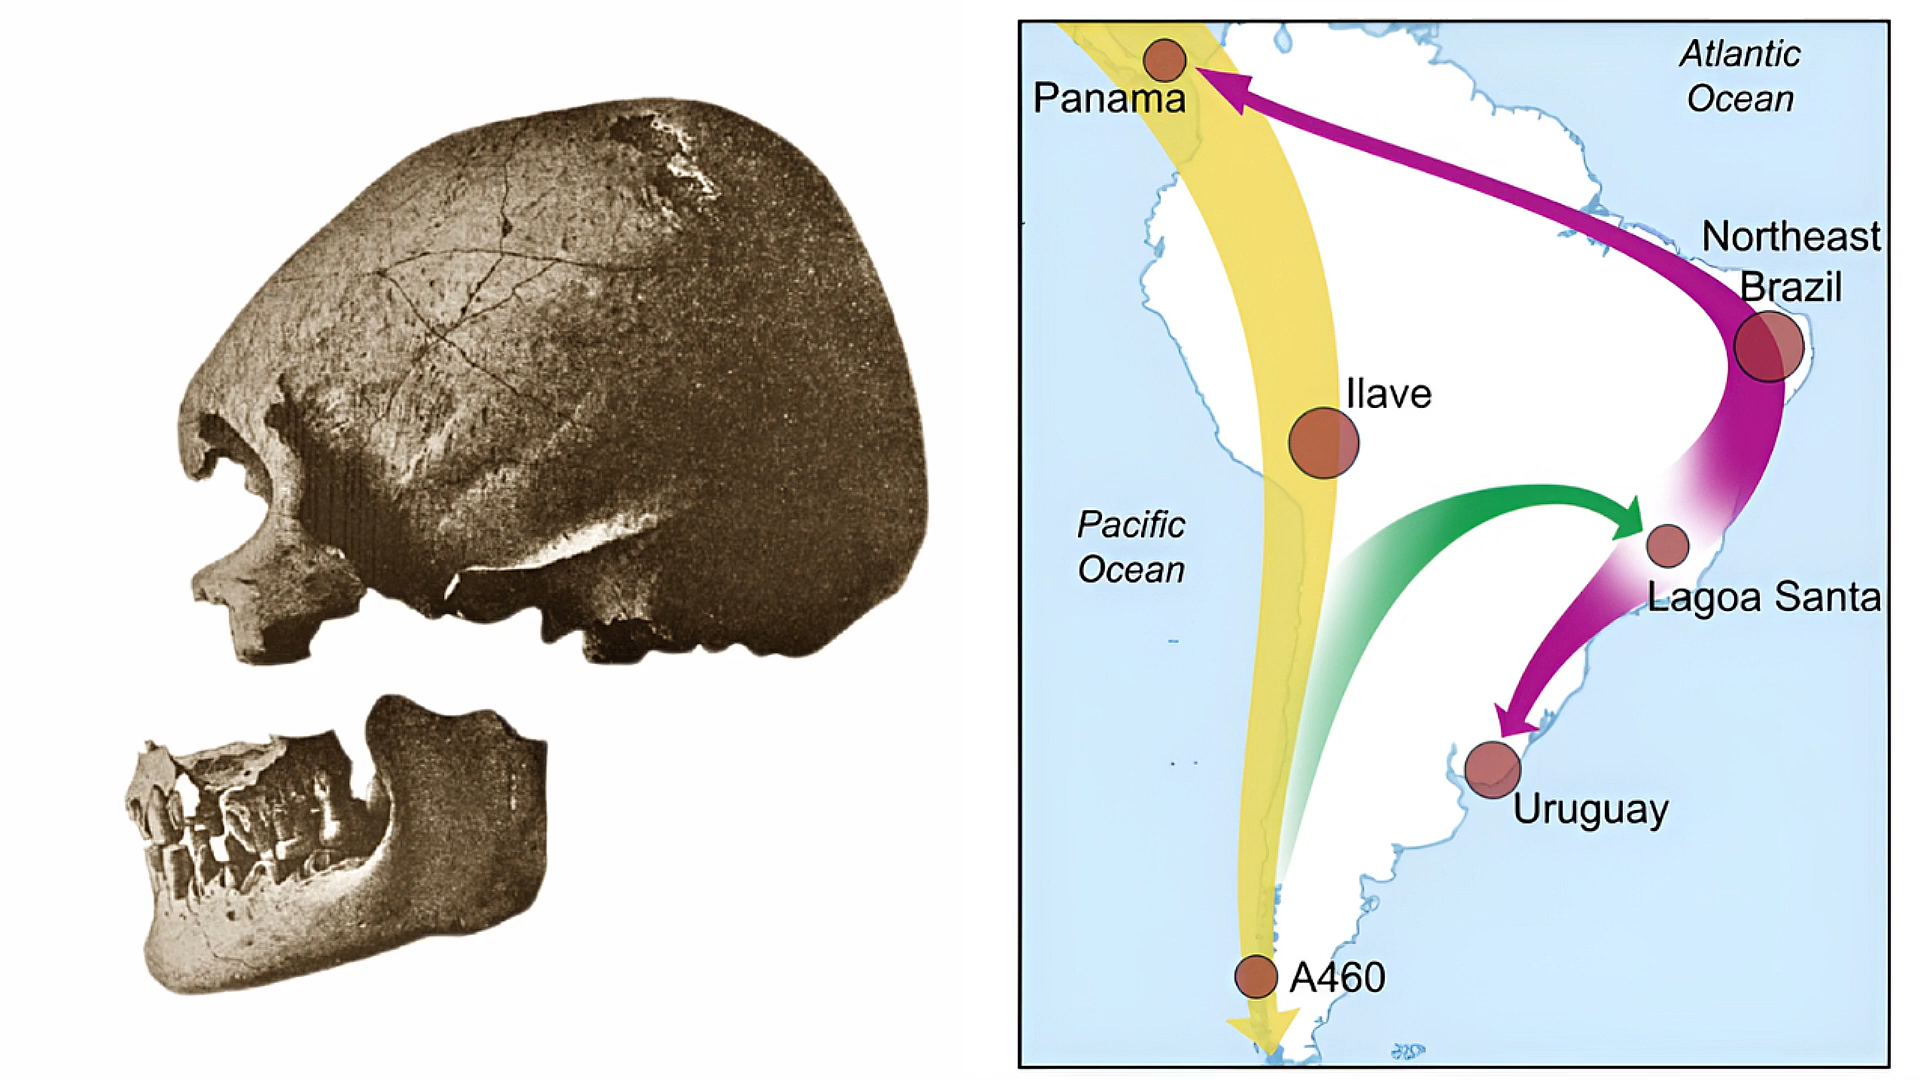 Atlantic
Ocean
Panama
Northeast
Brazil
Ilave
Pacific
Ocean
Lagoa Santa
Uruguay
A460